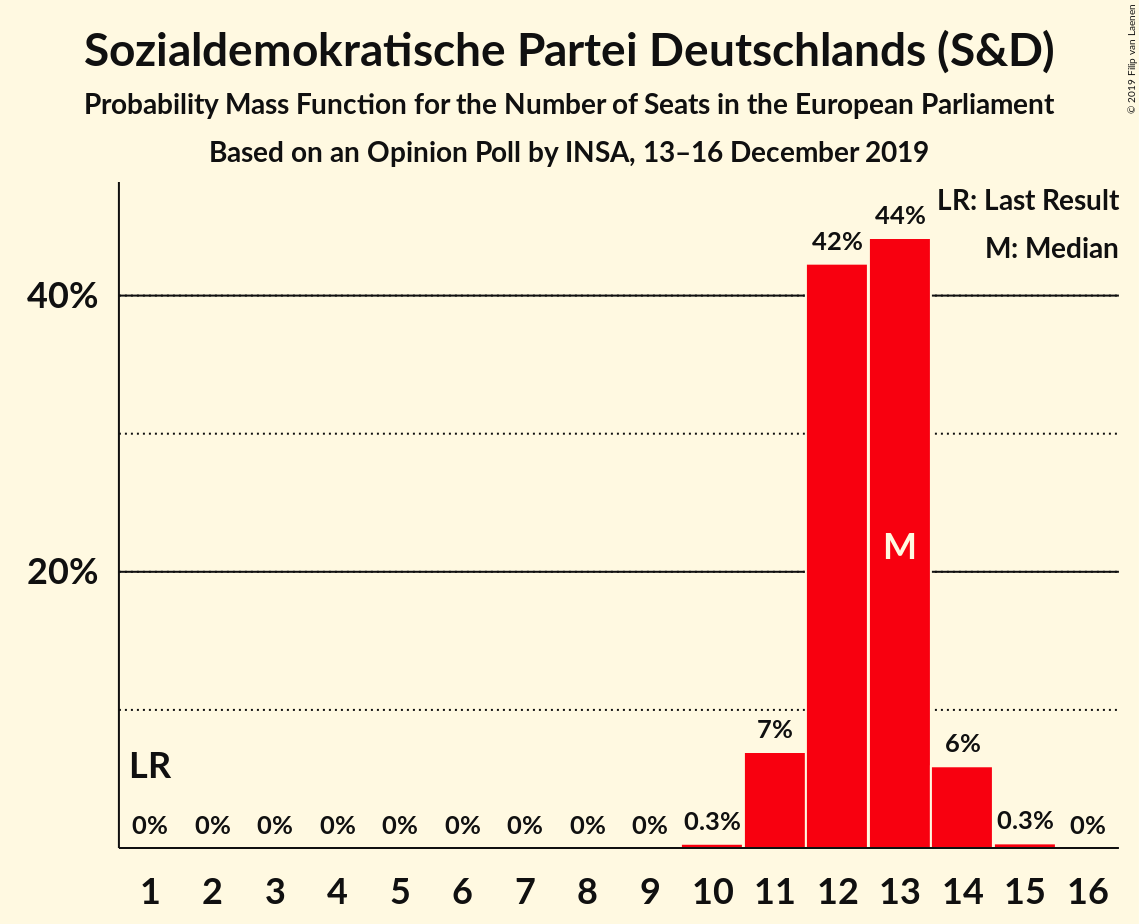 Sozialdemokratische Partei Deutschlands (S&D)
Probability Mass Function for the Number of Seats in the European Parliament
Based on an Opinion Poll by INSA, 13–16 December 2019
© 2019 Filip van Laenen
LR: Last Result
M: Median
44%
42%
40%
M
20%
7%
6%
LR
0% 0% 0% 0% 0% 0% 0% 0% 0% 0.3% 0.3% 0%
1 2 3 4 5 6 7 8 9 10 11 12 13 14 15 16